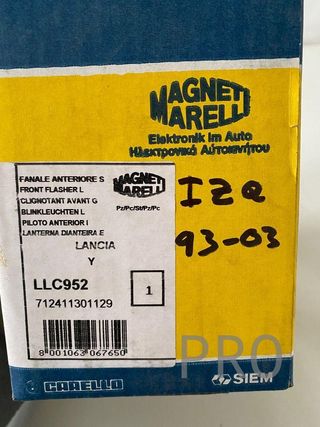 MAGNETI
MARELLI
Elektronik im Auto
Ηλεκτρονικά Αυτοκινήτου
IZQ
93-03
FANALE ANTERIORE S
FRONT FLASHER L
CLIGNOTANT AVANT G
BLINKLEUCHTEN L
PILOTO ANTERIOR I
LANTERNA DIANTEIRA E
MAGNETI
MARELLI
Pz/Pc/St/Pz/Pc
LANCIA
Y
LLC952
712411301129
1
8 001063 067650
PRO
CARELLO
SIEM